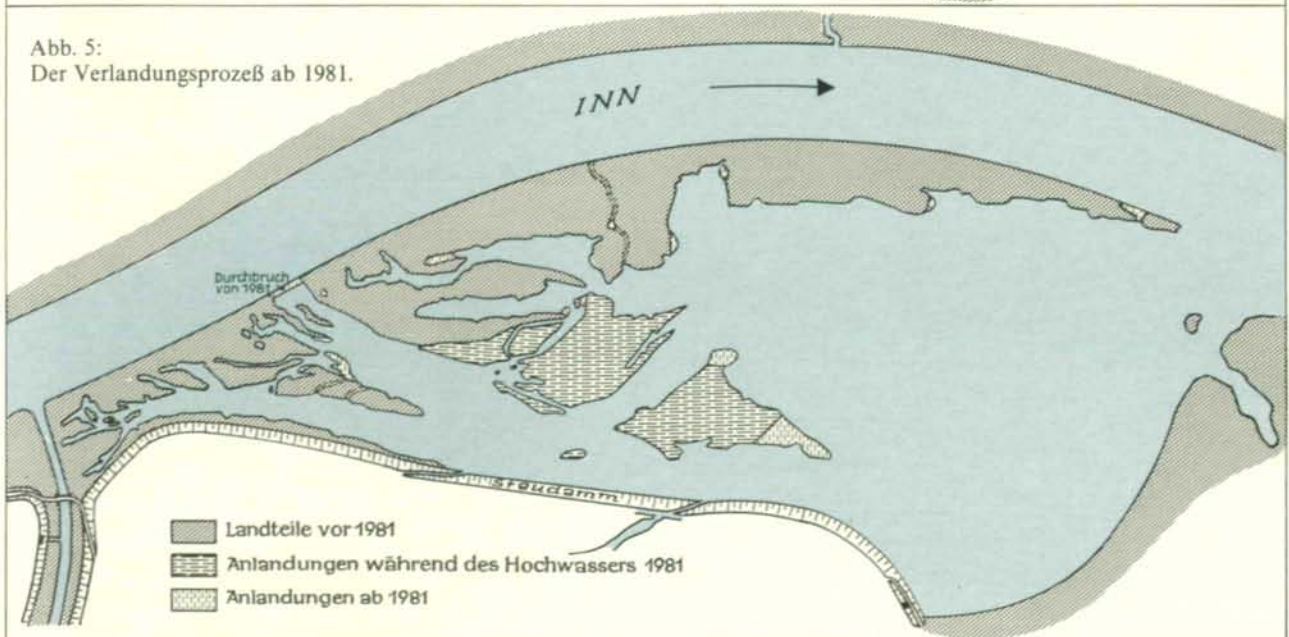 Abb. 5:
Der Verlandungsprozeß ab 1981.
INN
Durchbruch
von 1981
Staudamm
Landteile vor 1981
Anlandungen während des Hochwassers 1981
Anlandungen ab 1981